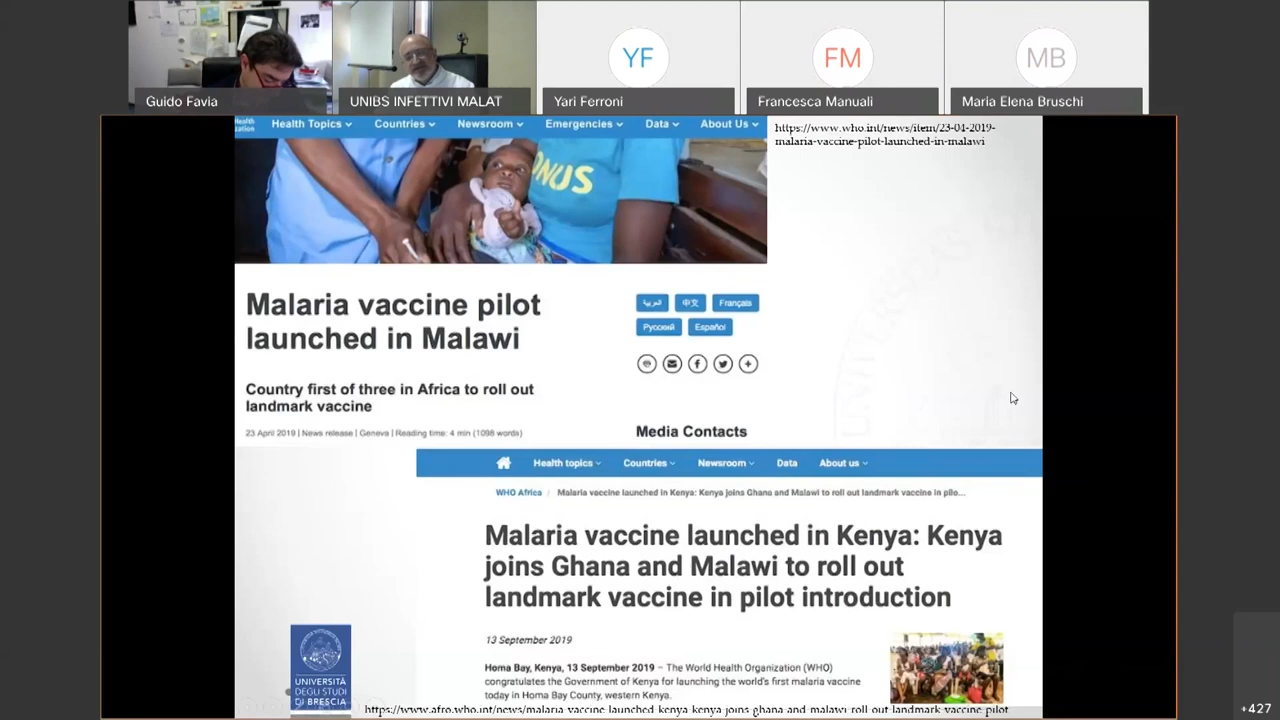 YF
FM
MB
Guido Favia
UNIBS INFETTIVI MALAT
Yari Ferroni
Francesca Manuali
Maria Elena Bruschi
Health Topics
Countries
Newsroom
Emergencies
Data
About Us
https://www.who.int/news/item/23-04-2019-
malaria-vaccine-pilot-launched-in-malawi
ONUS
Malaria vaccine pilot
launched in Malawi
العربية
中文
Français
Русский
Español
Country first of three in Africa to roll out
landmark vaccine
23 April 2019 | News release | Geneva | Reading time: 4 min (1098 words)
Media Contacts
Health topics
Countries
Newsroom
Data
About us
WHO Africa / Malaria vaccine launched in Kenya: Kenya joins Ghana and Malawi to roll out landmark vaccine in pilo...
Malaria vaccine launched in Kenya: Kenya
joins Ghana and Malawi to roll out
landmark vaccine in pilot introduction
13 September 2019
Homa Bay, Kenya, 13 September 2019 – The World Health Organization (WHO)
congratulates the Government of Kenya for launching the world's first malaria vaccine
today in Homa Bay County, western Kenya.
UNIVERSITÀ
DEGLI STUDI
DI BRESCIA
https://www.afro.who.int/news/malaria-vaccine-launched-kenya-kenya-joins-ghana-and-malawi-roll-out-landmark-vaccine-pilot
+427